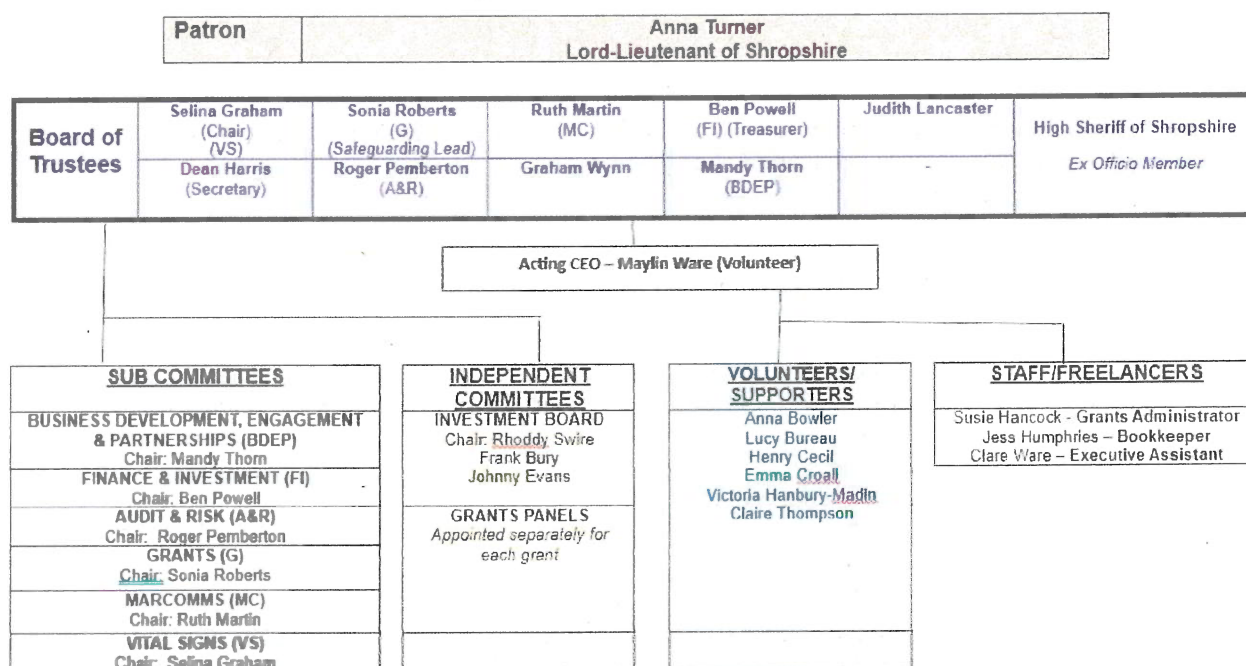 Patron
Anna Turner
Lord-Lieutenant of Shropshire
Board of
Trustees
Selina Graham
(Chair)
(VS)
Sonia Roberts
(G)
(Safeguarding Lead)
Ruth Martin
(MC)
Ben Powell
(FI) (Treasurer)
Judith Lancaster
High Sheriff of Shropshire
Ex Officio Member
Dean Harris
(Secretary)
Roger Pemberton
(A&R)
Graham Wynn
Mandy Thorn
(BDEP)
-
Acting CEO – Maylin Ware (Volunteer)
SUB COMMITTEES
BUSINESS DEVELOPMENT, ENGAGEMENT
& PARTNERSHIPS (BDEP)
Chair: Mandy Thorn
FINANCE & INVESTMENT (FI)
Chair: Ben Powell
AUDIT & RISK (A&R)
Chair: Roger Pemberton
GRANTS (G)
Chair: Sonia Roberts
MARCOMMS (MC)
Chair: Ruth Martin
VITAL SIGNS (VS)
Chair: Selina Graham
INDEPENDENT
COMMITTEES
INVESTMENT BOARD
Chair: Rhoddy Swire
Frank Bury
Johnny Evans
GRANTS PANELS
Appointed separately for
each grant
VOLUNTEERS/
SUPPORTERS
Anna Bowler
Lucy Bureau
Henry Cecil
Emma Croall
Victoria Hanbury-Madin
Claire Thompson
STAFF/FREELANCERS
Susie Hancock - Grants Administrator
Jess Humphries – Bookkeeper
Clare Ware – Executive Assistant